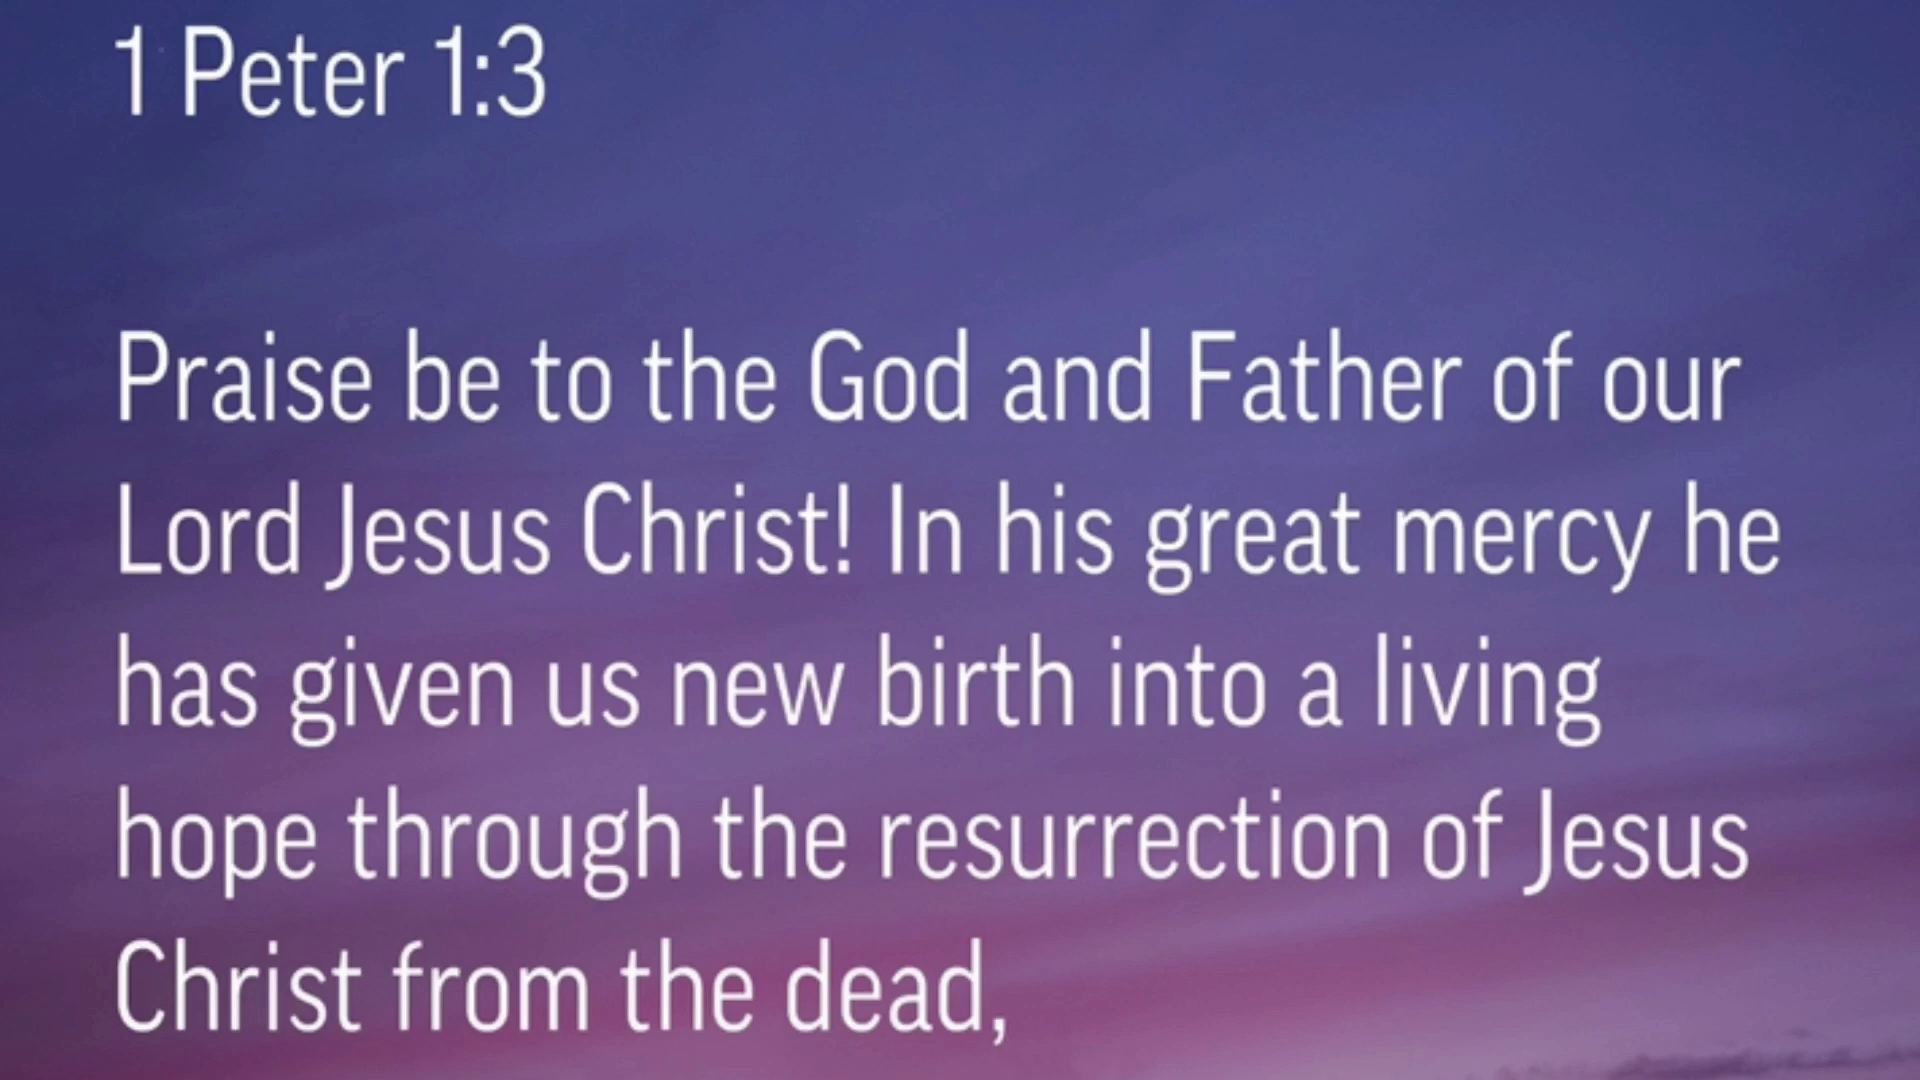 1 Peter 1:3
Praise be to the God and Father of our
Lord Jesus Christ! In his great mercy he
has given us new birth into a living
hope through the resurrection of Jesus
Christ from the dead,